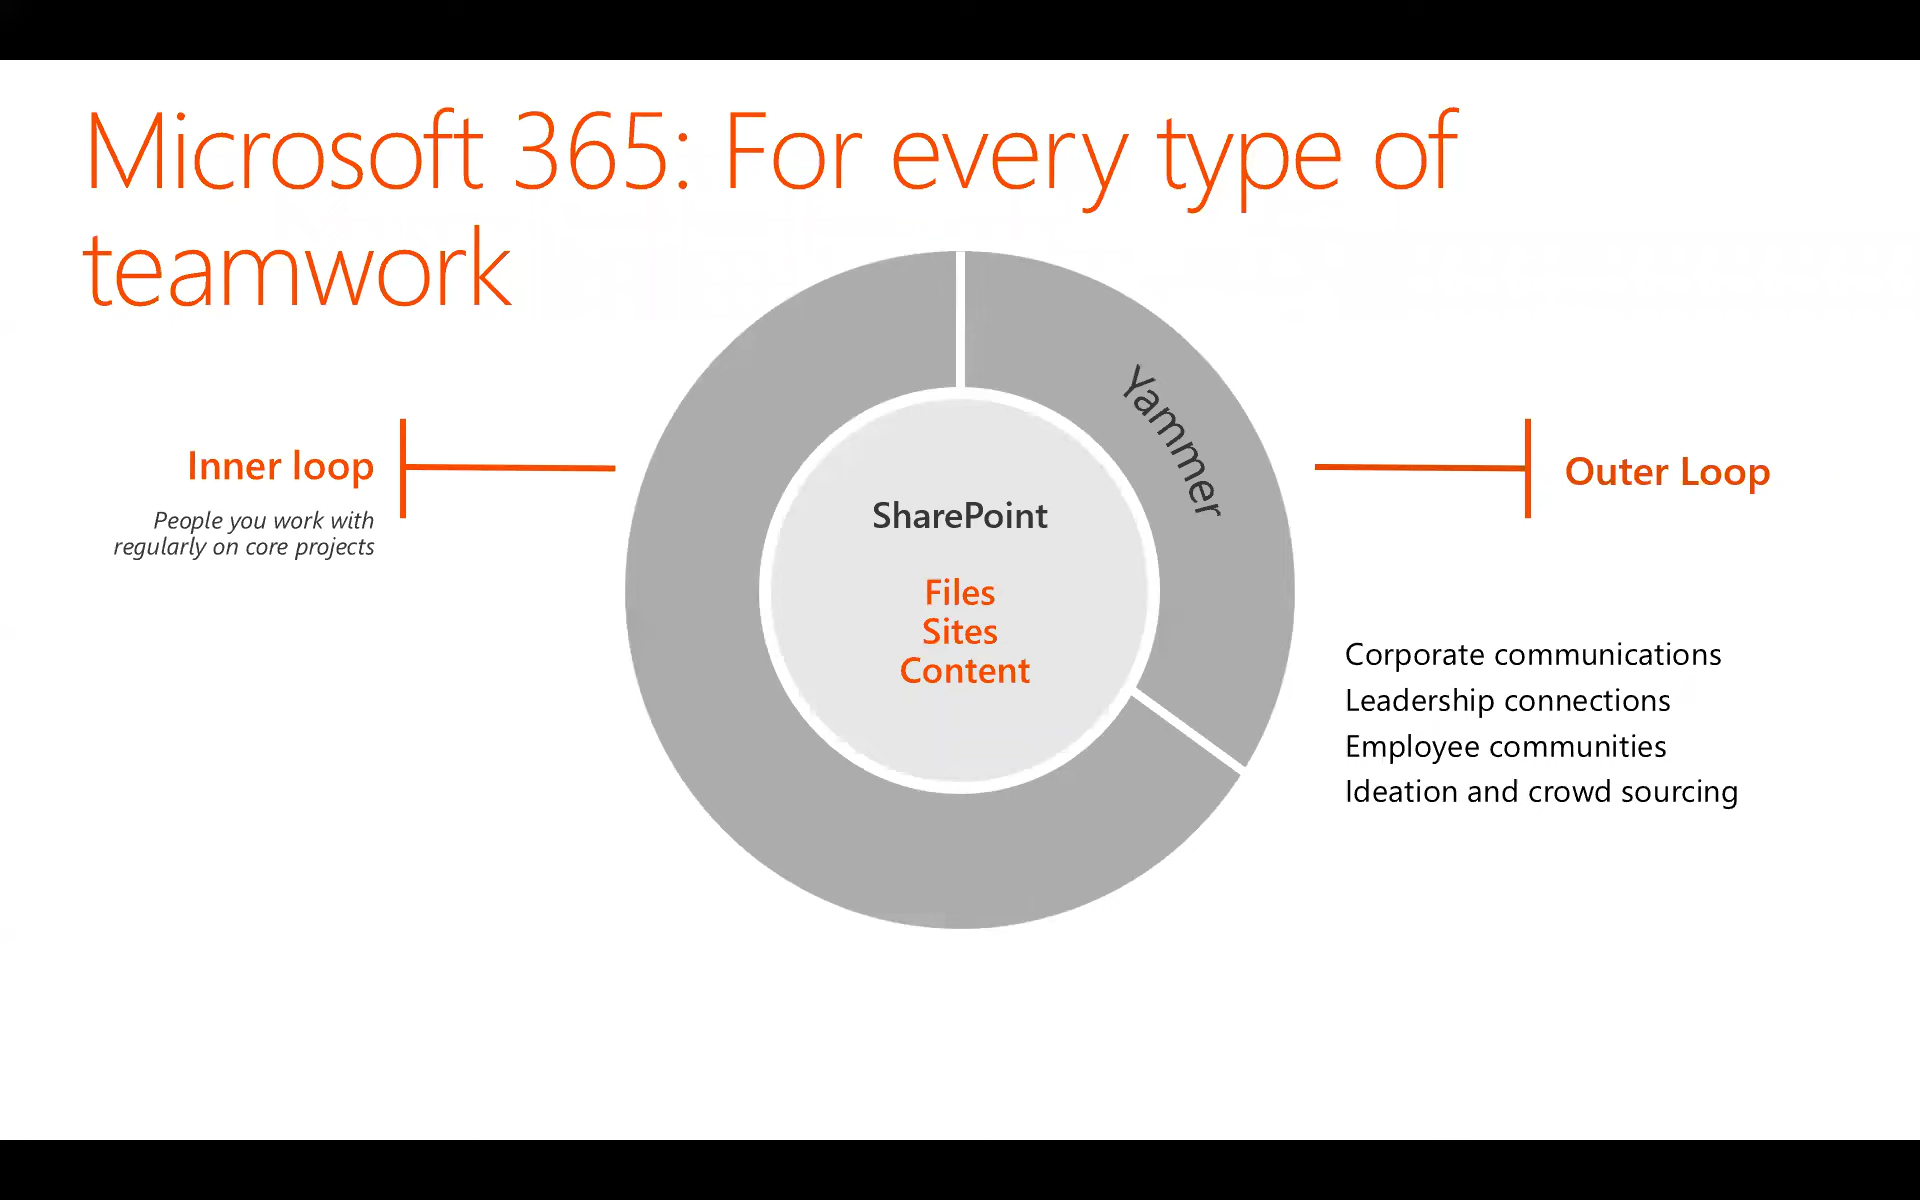 Microsoft 365: For every type of
teamwork
Inner loop
People you work with
regularly on core projects
Yammer
SharePoint
Files
Sites
Content
Outer Loop
Corporate communications
Leadership connections
Employee communities
Ideation and crowd sourcing